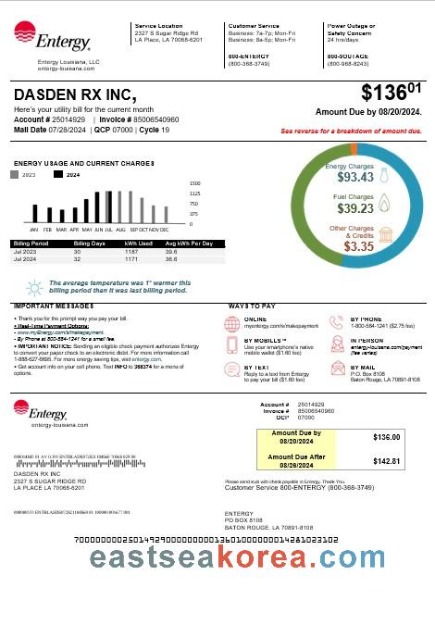 Entergy
Entergy Louisiana, LLC
entergy-louisiana.com
Service Location
2327 S Sugar Ridge Rd
LA Place, LA 70068-6201
Customer Service
Business: 7a-7p; Mon-Fri
800-ENTERGY
(800-368-3749)
Power Outage or
Safety Concern
24 hrs/days
800-9OUTAGE
(800-968-8243)
DASDEN RX INC,
Here's your utility bill for the current month
Account # 25014929 | Invoice # 85006540960
Mail Date 07/28/2024 | QCP 07000 | Cycle 19
$136 01
Amount Due by 08/20/2024.
See reverse for a breakdown of amount due.
ENERGY USAGE AND CURRENT CHARGES
2023 2024
1500
1125
750
375
0
JAN FEB MAR APR MAY JUN JUL AUG SEP OCT NOV DEC
Billing Period Billing Days kWh Used Avg kWh Per Day
Jul 2023 30 1187 39.6
Jul 2024 32 1171 36.6
Energy Charges
$93.43
Fuel Charges
$39.23
Other Charges
& Credits
$3.35
The average temperature was 1° warmer this
billing period than it was last billing period.
IMPORTANT MESSAGES
• Thank you for the prompt way you pay your bill.
• Real-Time Payment Options:
• www.myEntergy.com/makepayment
• By Phone at 800-584-1241 for a small fee.
• IMPORTANT NOTICE: Sending an eligible check payment authorizes Entergy
to convert your paper check to an electronic debit. For more information call
1-888-627-6695. For more energy saving tips, visit entergy.com.
• Get account info on your cell phone. Text INFO to 368374 for a menu of
options.
WAYS TO PAY
ONLINE
myentergy.com/makepayment
BY MOBILE
Use your smartphone's native
mobile wallet ($1.60 fee)
BY TEXT
Reply to a text from Entergy
to pay your bill ($1.60 fee)
BY PHONE
1-800-584-1241 ($2.75 fee)
IN PERSON
entergy-louisiana.com/payment
(fee varies)
BY MAIL
P.O. Box 8108
Baton Rouge, LA 70891-8108
Entergy
entergy-louisiana.com
Account # 25014929
Invoice # 85006540960
QCP 07000
Amount Due by
08/20/2024
$136.00
Amount Due After
08/26/2024
$142.81
DASDEN RX INC
2327 S SUGAR RIDGE RD
LA PLACE LA 70068-6201
Please send with check payable to Entergy. Thank You.
Customer Service 800-ENTERGY (800-368-3749)
ENTERGY
PO BOX 8108
BATON ROUGE, LA 70891-8108
eastseakorea.com